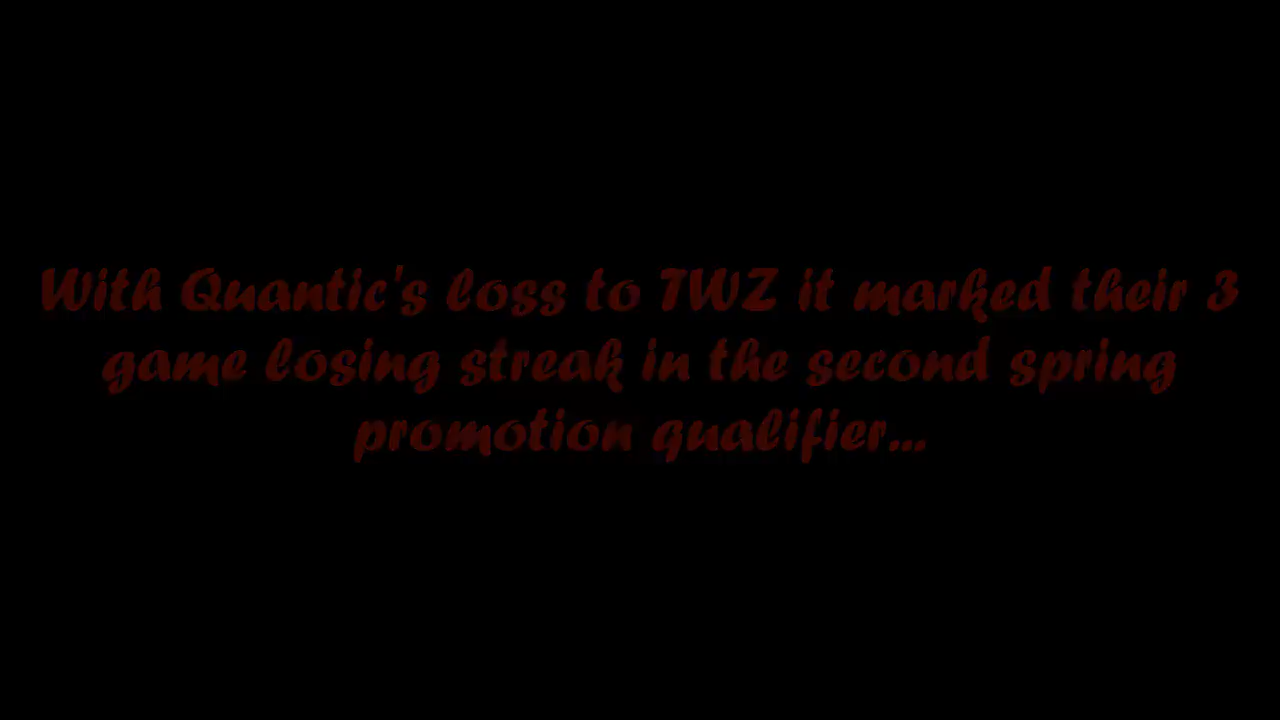 With Quantic's loss to TWZ it marked their 3
game losing streak in the second spring
promotion qualifier...